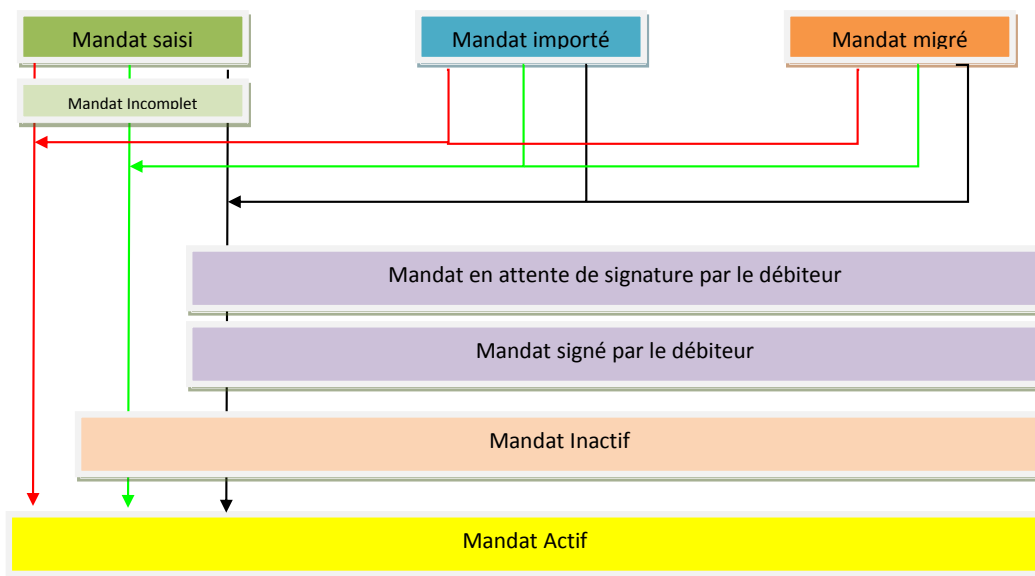 Mandat saisi
Mandat importé
Mandat migré
Mandat Incomplet
Mandat en attente de signature par le débiteur
Mandat signé par le débiteur
Mandat Inactif
Mandat Actif